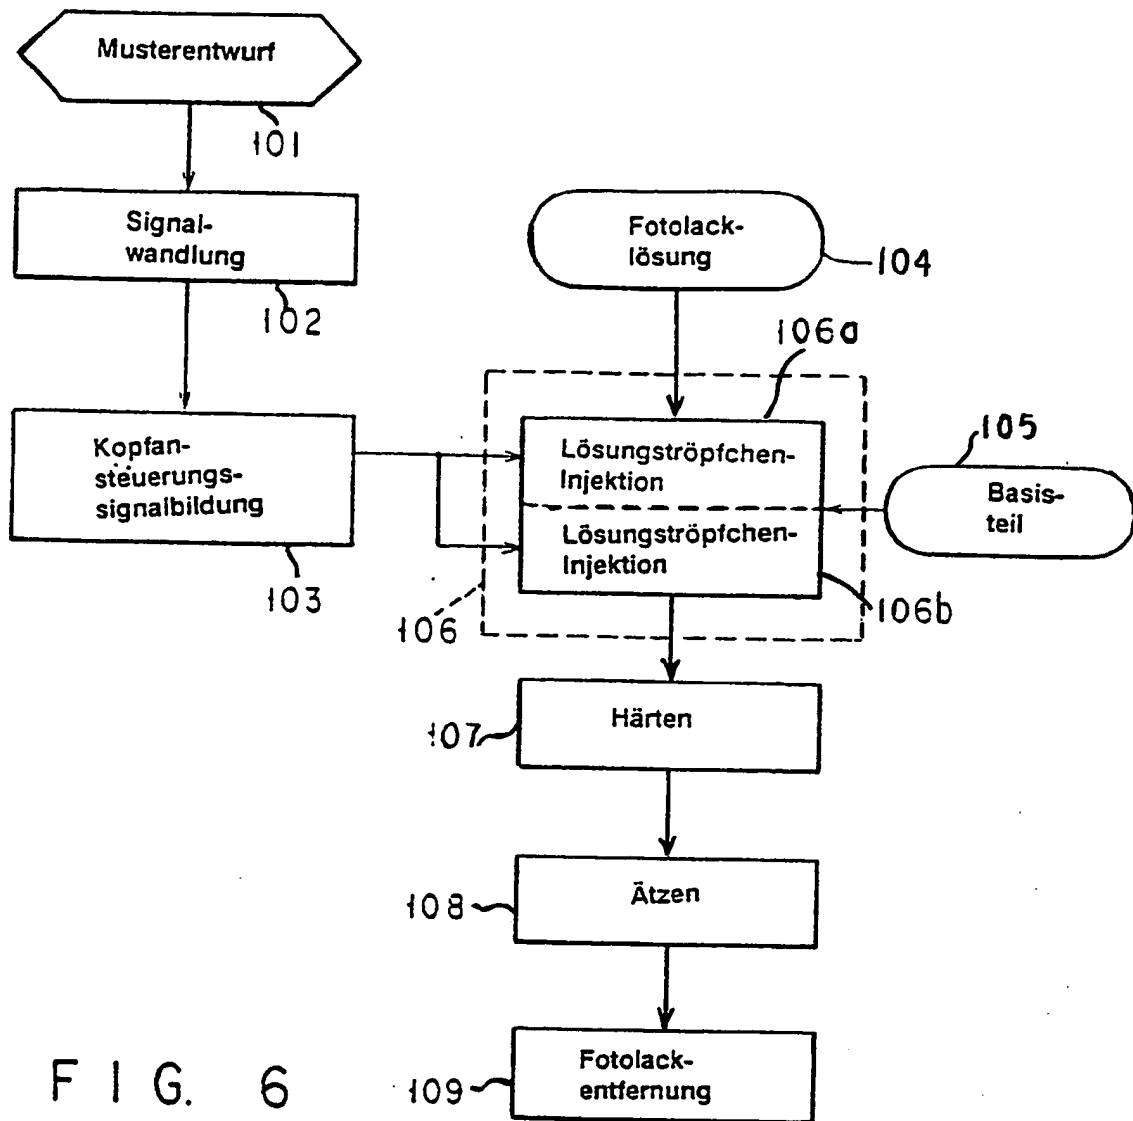 Musterentwurf
101
Signal-
wandlung
102
Fotolack-
lösung
104
106a
Kopfan-
steuerungs-
signalbildung
103
Lösungströpfchen-
Injektion
Lösungströpfchen-
Injektion
105
Basis-
teil
106
106b
Härten
107
Ätzen
108
Fotolack-
entfernung
109
FIG. 6